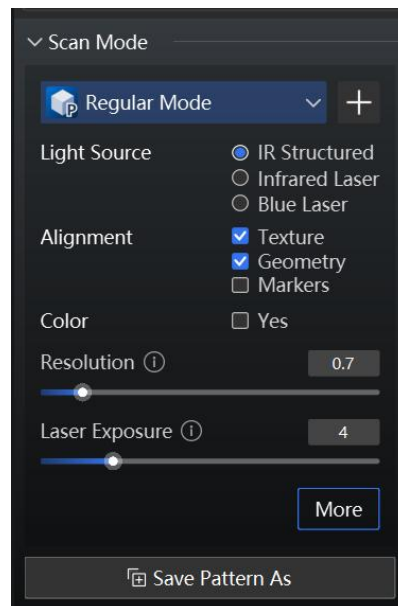 Scan Mode
Regular Mode
Light Source
IR Structured
Infrared Laser
Blue Laser
Alignment
Texture
Geometry
Markers
Color
Yes
Resolution
0.7
Laser Exposure
4
More
Save Pattern As